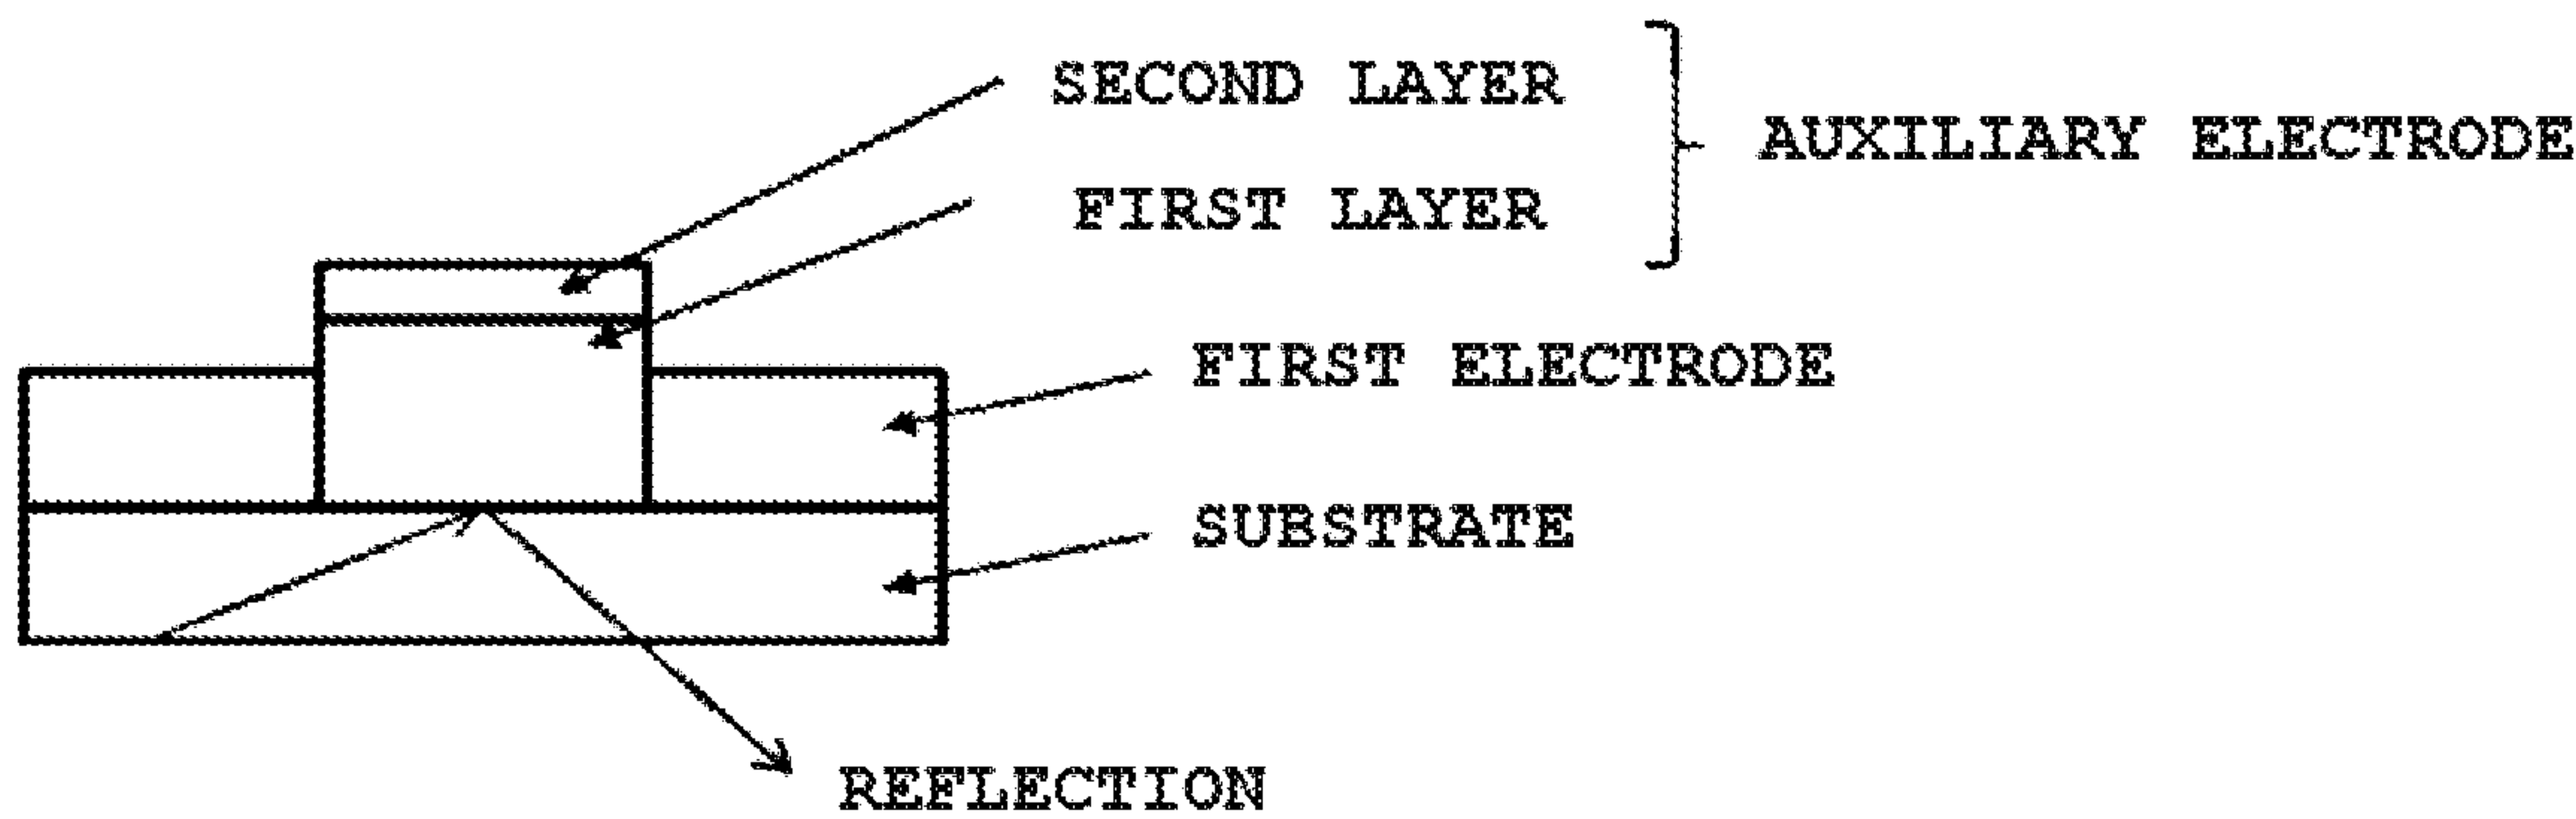 SECOND LAYER
AUXILIARY ELECTRODE
FIRST LAYER
FIRST ELECTRODE
SUBSTRATE
REFLECTION